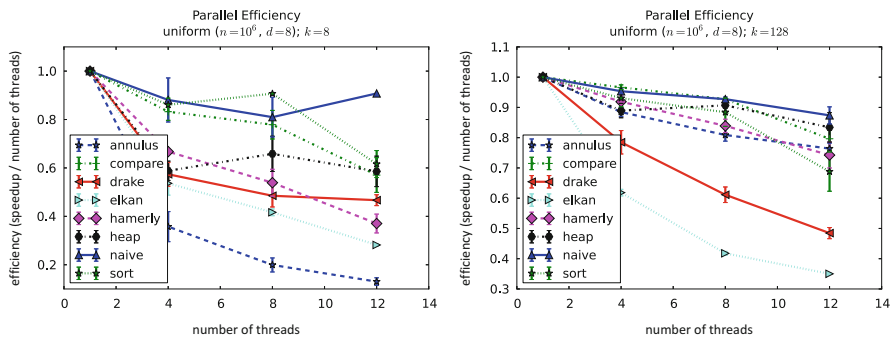 Parallel Efficiency
uniform (n=10⁶, d=8); k=8
efficiency (speedup / number of threads)
1.0
0.8
0.6
0.4
0.2
annulus
compare
drake
elkan
hamerly
heap
naive
sort
0 2 4 6 8 10 12 14
number of threads
Parallel Efficiency
uniform (n=10⁶, d=8); k=128
efficiency (speedup / number of threads)
1.1
1.0
0.9
0.8
0.7
0.6
0.5
0.4
0.3
annulus
compare
drake
elkan
hamerly
heap
naive
sort
0 2 4 6 8 10 12 14
number of threads